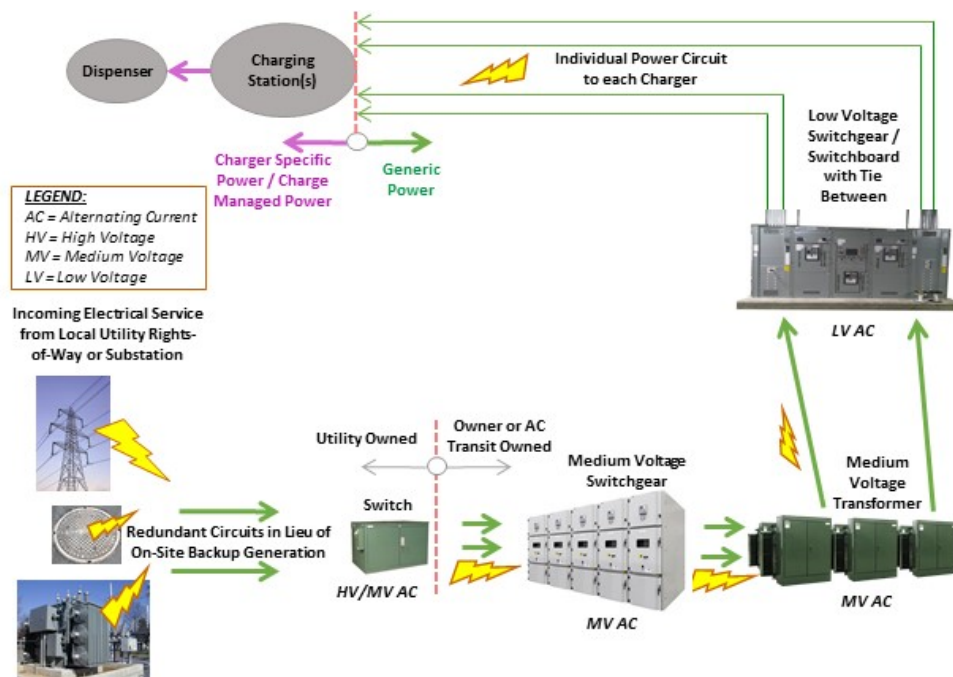 Dispenser
Charging
Station(s)
Individual Power Circuit
to each Charger
Charger Specific
Power / Charge
Managed Power
Generic
Power
Low Voltage
Switchgear /
Switchboard
with Tie
Between
LV AC
LEGEND:
AC = Alternating Current
HV = High Voltage
MV = Medium Voltage
LV = Low Voltage
Incoming Electrical Service
from Local Utility Rights-
of-Way or Substation
Redundant Circuits in Lieu of
On-Site Backup Generation
Utility Owned
Owner or AC
Transit Owned
Switch
HV/MV AC
Medium Voltage
Switchgear
MV AC
Medium
Voltage
Transformer
MV AC